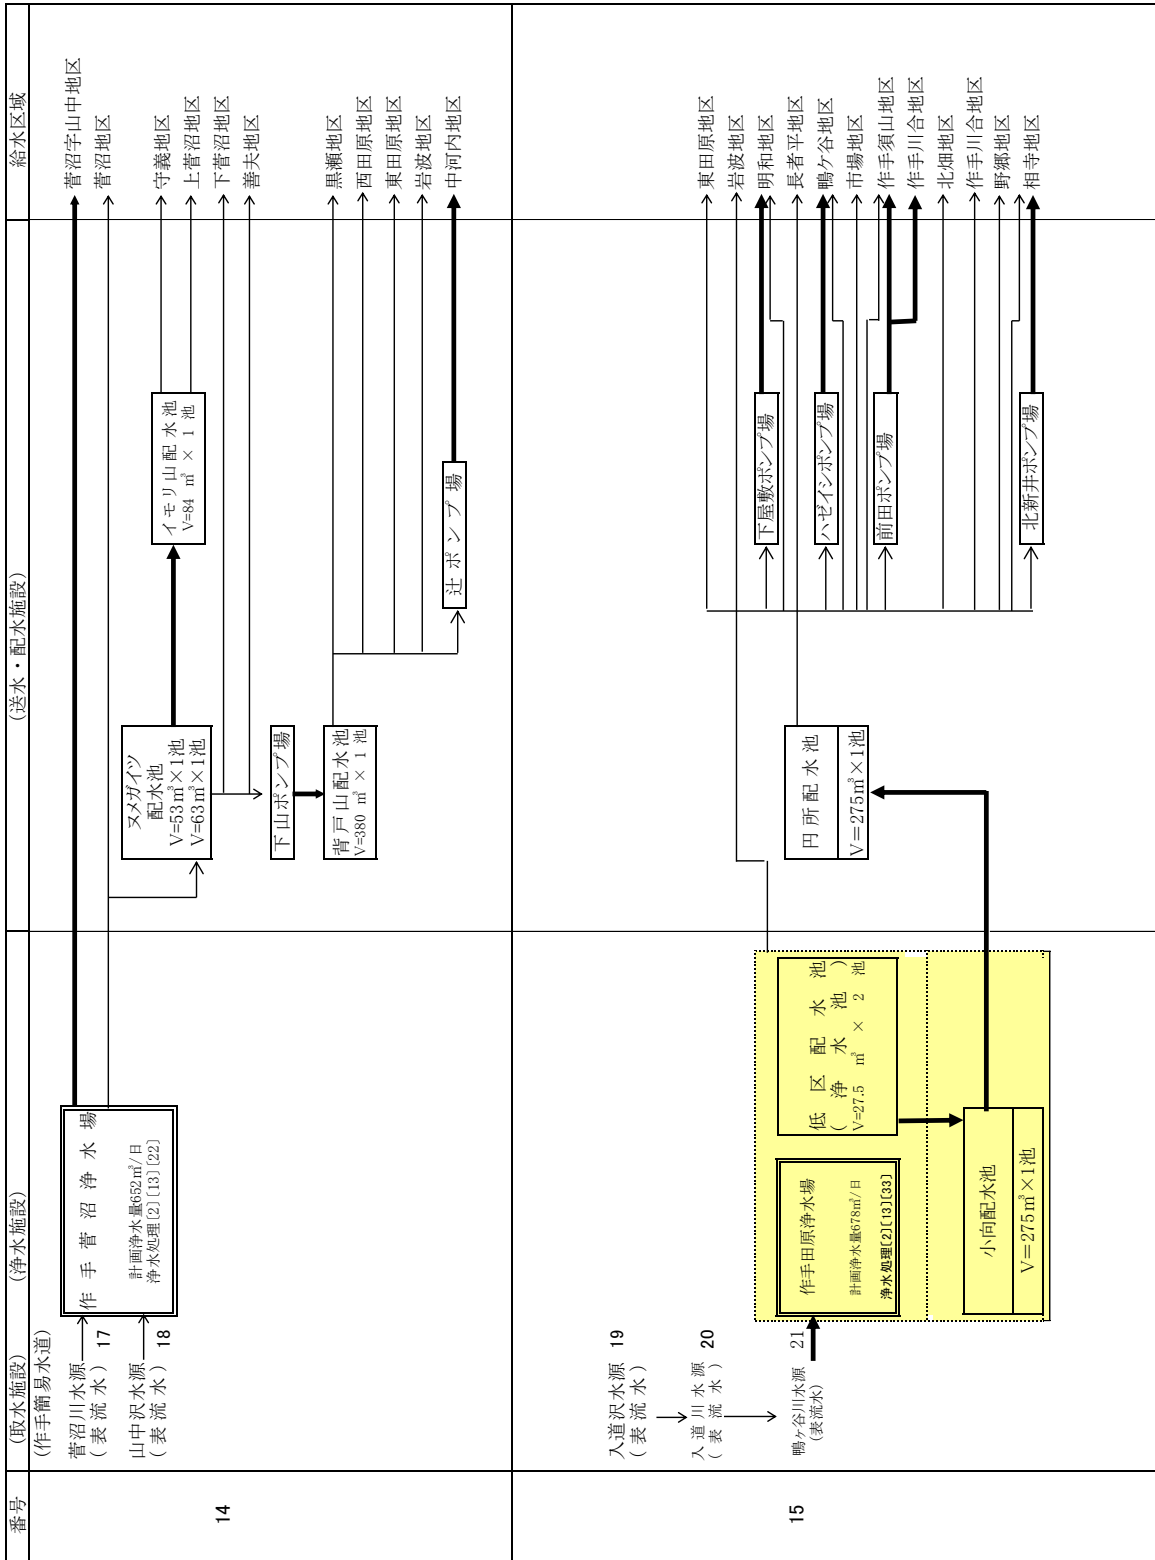 番号
(取水施設)
(浄水施設)
(送水・配水施設)
給水区域
14
(作手簡易水道)
菅沼川水源
( 表 流 水 )
17
山中沢水源
( 表 流 水 )
18
作 手 菅 沼 浄 水 場
計画浄水量652㎥/日
浄水処理[2][13][22]
ヌメガイツ
配水池
V=53㎥×1池
V=63㎥×1池
イモリ山配水池
V=84 ㎥ × 1 池
下山ポンプ場
背戸山配水池
V=380 ㎥ × 1 池
辻ポンプ場
菅沼字山中地区
菅沼地区
守義地区
上菅沼地区
下菅沼地区
善夫地区
黒瀬地区
西田原地区
東田原地区
岩波地区
中河内地区
15
入道沢水源
( 表 流 水 )
19
入道川水源
( 表 流 水 )
20
鴨ヶ谷川水源
(表流水)
21
作手田原浄水場
計画浄水量678㎥/日
浄水処理[2][13][33]
低 区 配 水 池
( 浄 水 池 )
V=27.5 ㎥ × 2 池
小向配水池
V=275㎥×1池
円所配水池
V=275㎥×1池
下屋敷ポンプ場
ハゼイシポンプ場
前田ポンプ場
北新井ポンプ場
東田原地区
岩波地区
明和地区
長者平地区
鴨ケ谷地区
市場地区
作手須山地区
作手川合地区
北畑地区
作手川合地区
野郷地区
相寺地区